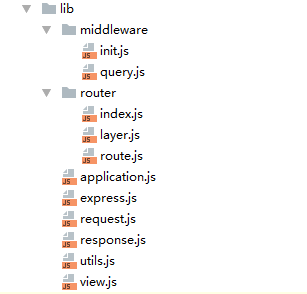 lib
middleware
init.js
query.js
router
index.js
layer.js
route.js
application.js
express.js
request.js
response.js
utils.js
view.js